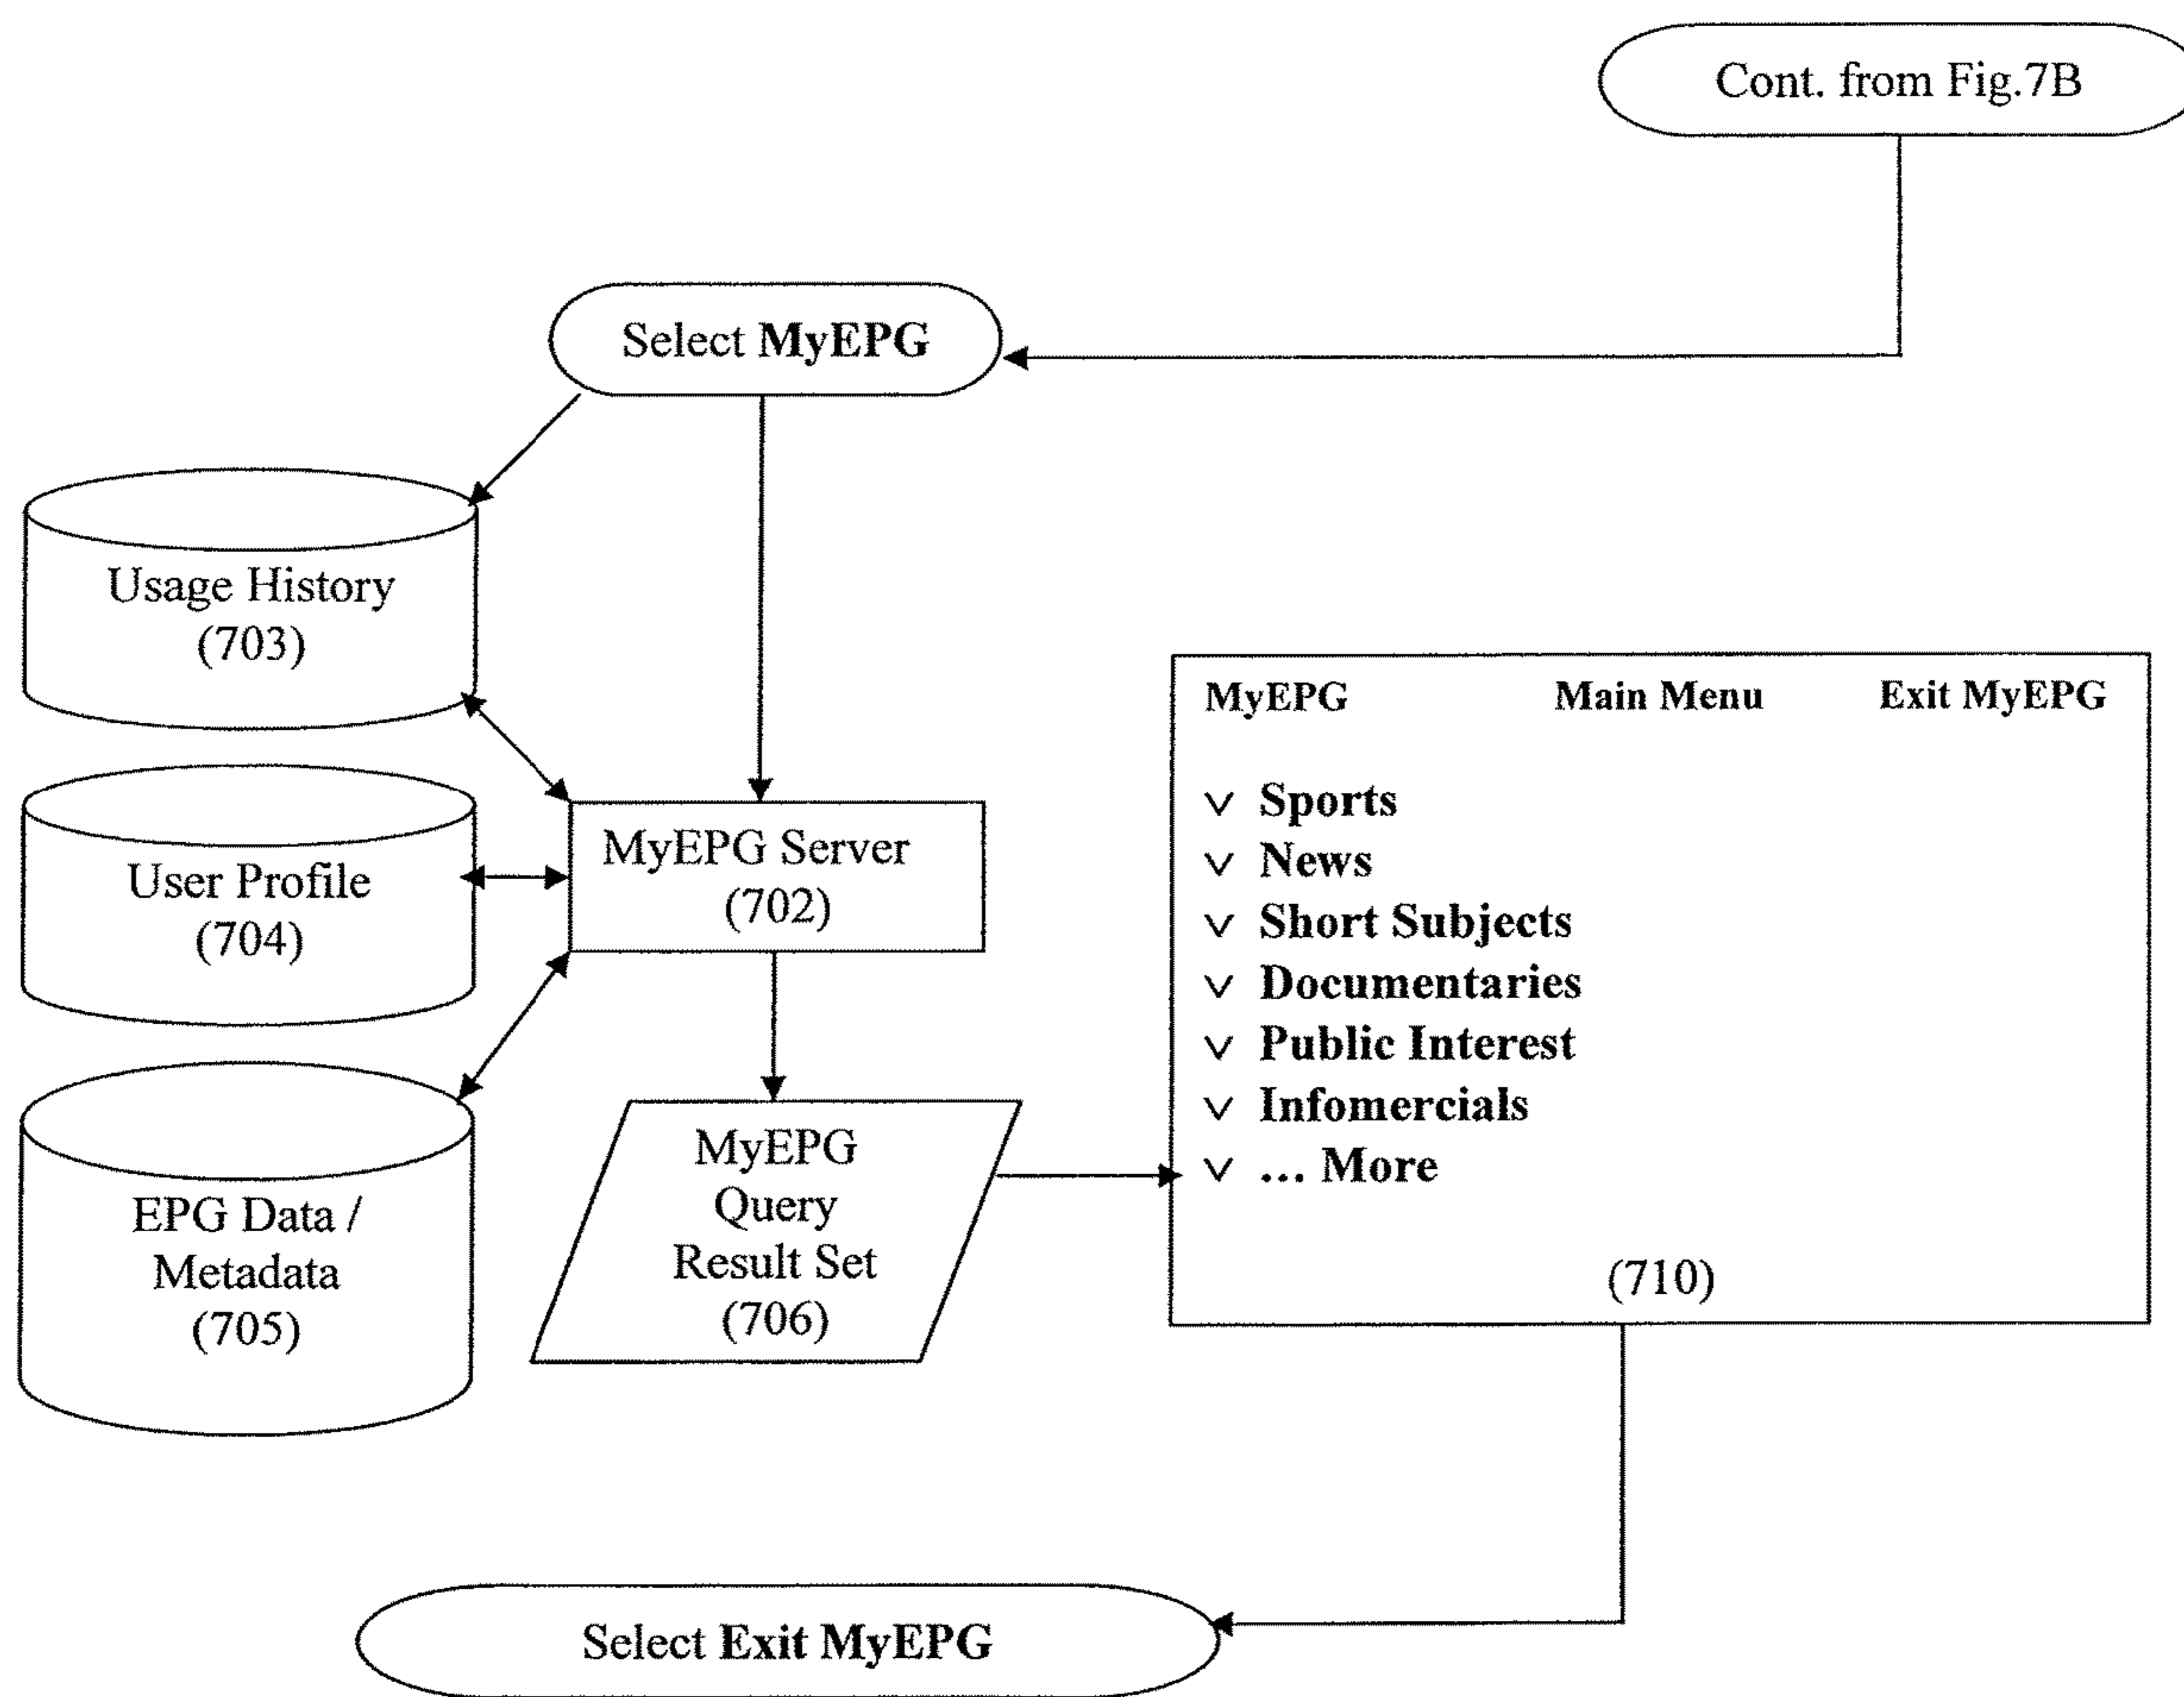 Cont. from Fig.7B
Select MyEPG
Usage History
(703)
User Profile
(704)
EPG Data /
Metadata
(705)
MyEPG Server
(702)
MyEPG
Query
Result Set
(706)
MyEPG Main Menu Exit MyEPG
v Sports
v News
v Short Subjects
v Documentaries
v Public Interest
v Infomercials
v ... More
(710)
Select Exit MyEPG